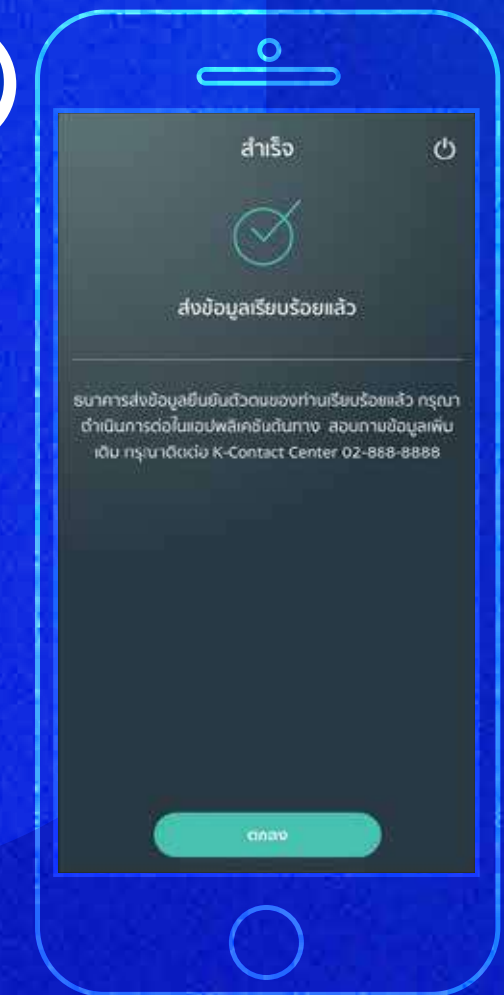 สำเร็จ
ส่งข้อมูลเรียบร้อยแล้ว
ธนาคารส่งข้อมูลยืนยันตัวตนของท่านเรียบร้อยแล้ว กรุณา
ดำเนินการต่อในแอปพลิเคชันต้นทาง สอบถามข้อมูลเพิ่ม
เติม กรุณาติดต่อ K-Contact Center 02-888-8888
ตกลง